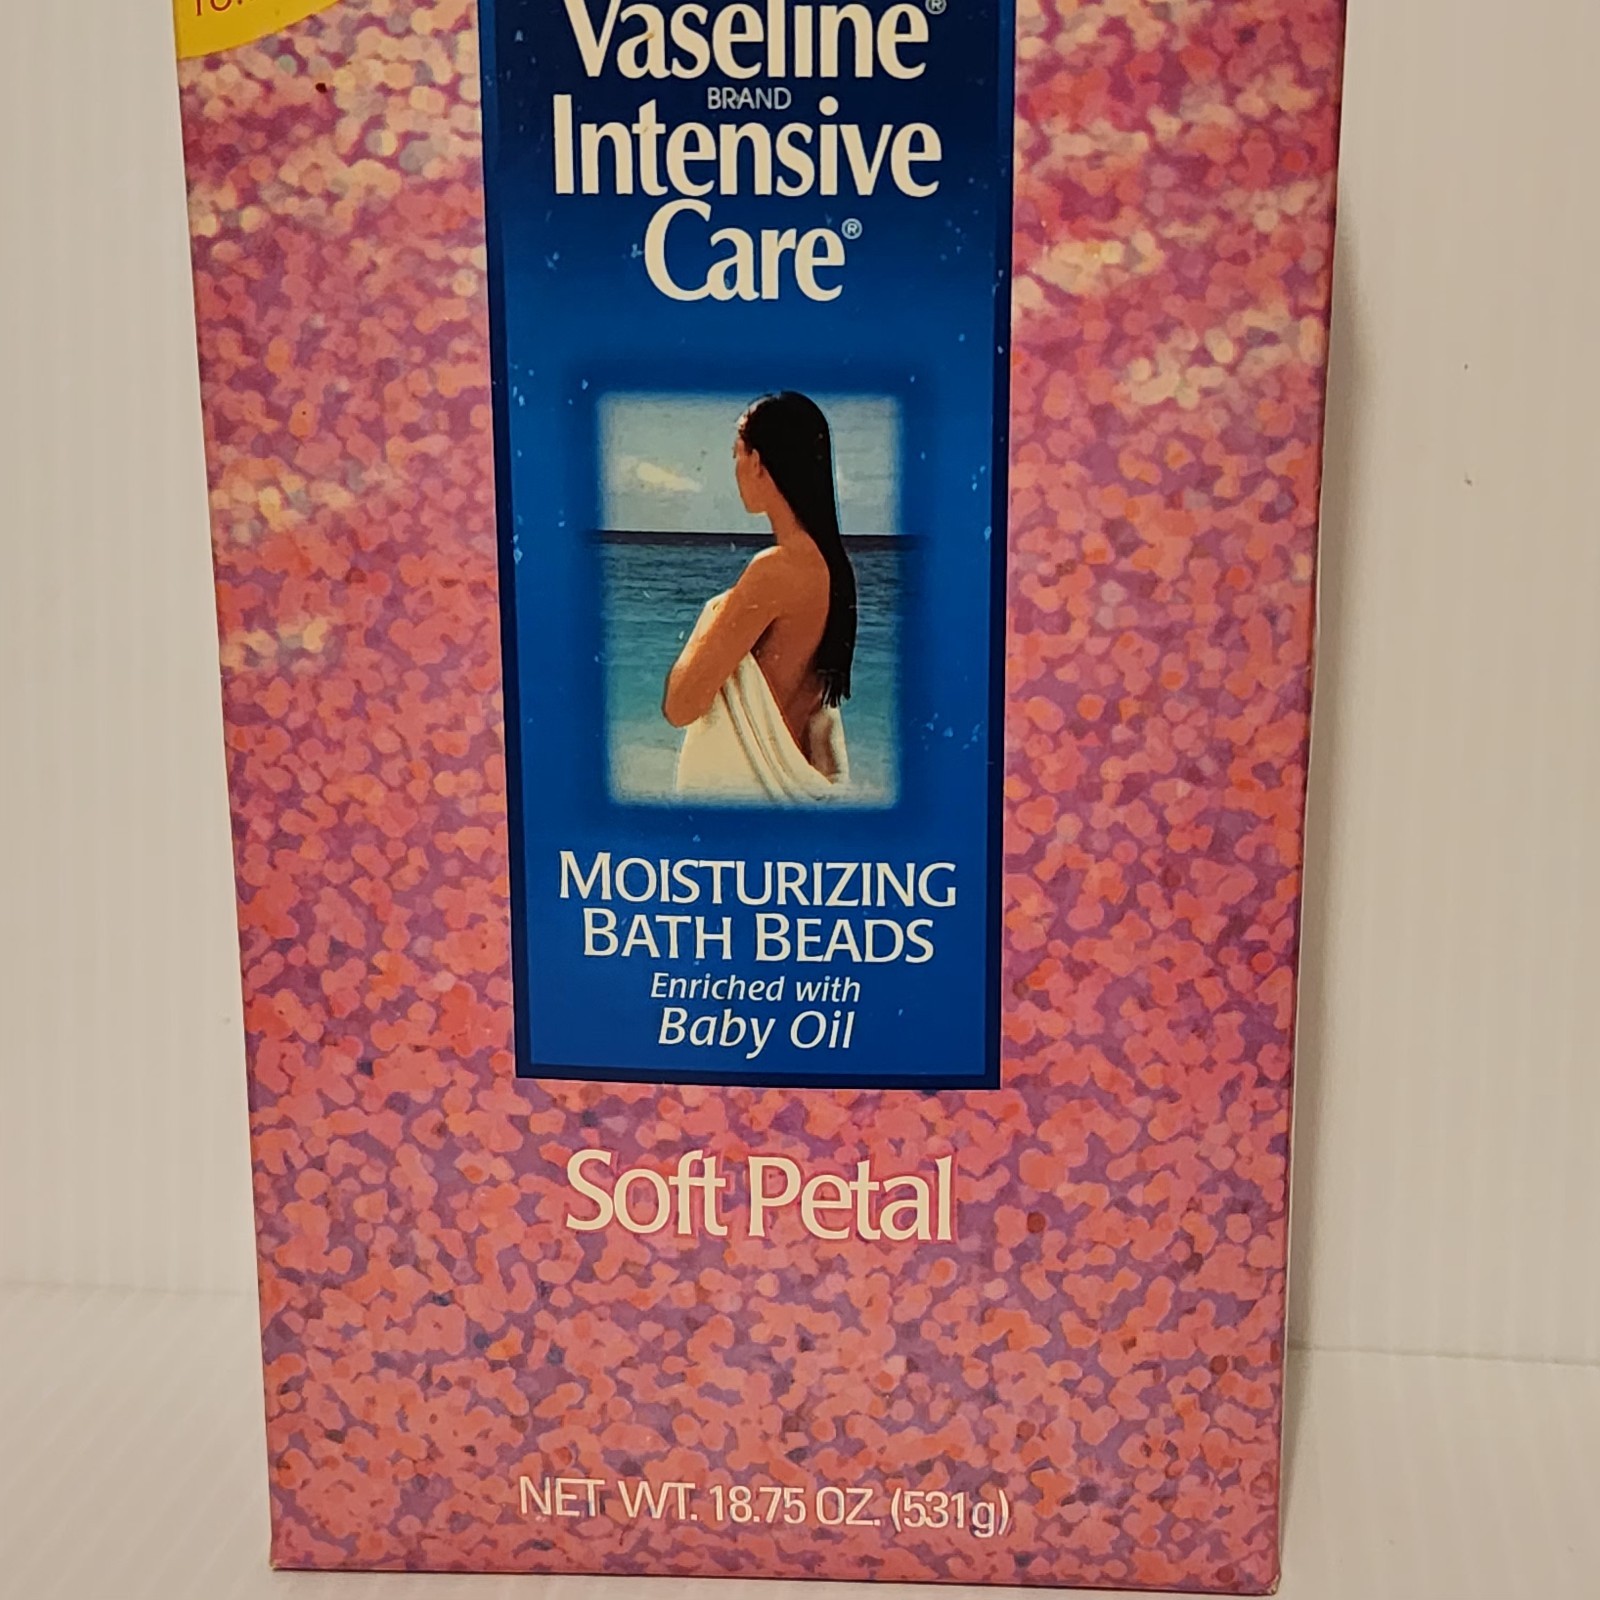 Vaseline®
BRAND
Intensive
Care®
MOISTURIZING
BATH BEADS
Enriched with
Baby Oil
Soft Petal
NET WT. 18.75 OZ. (531g)